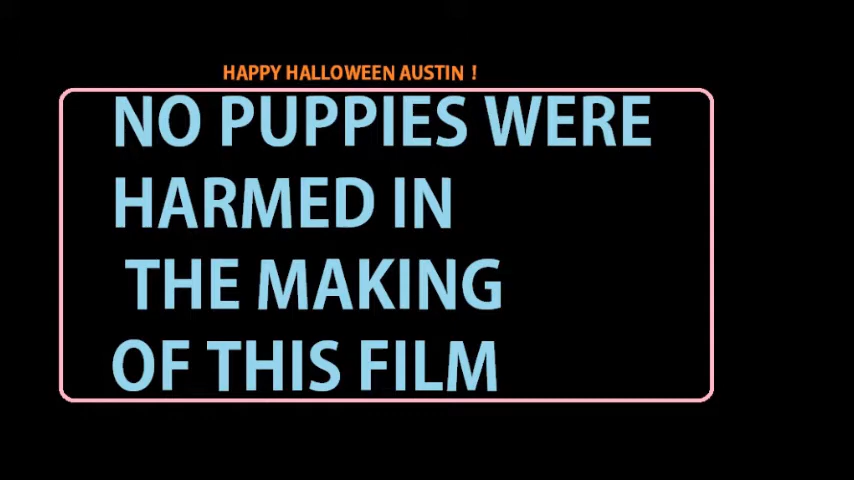 HAPPY HALLOWEEN AUSTIN !
NO PUPPIES WERE
HARMED IN
THE MAKING
OF THIS FILM